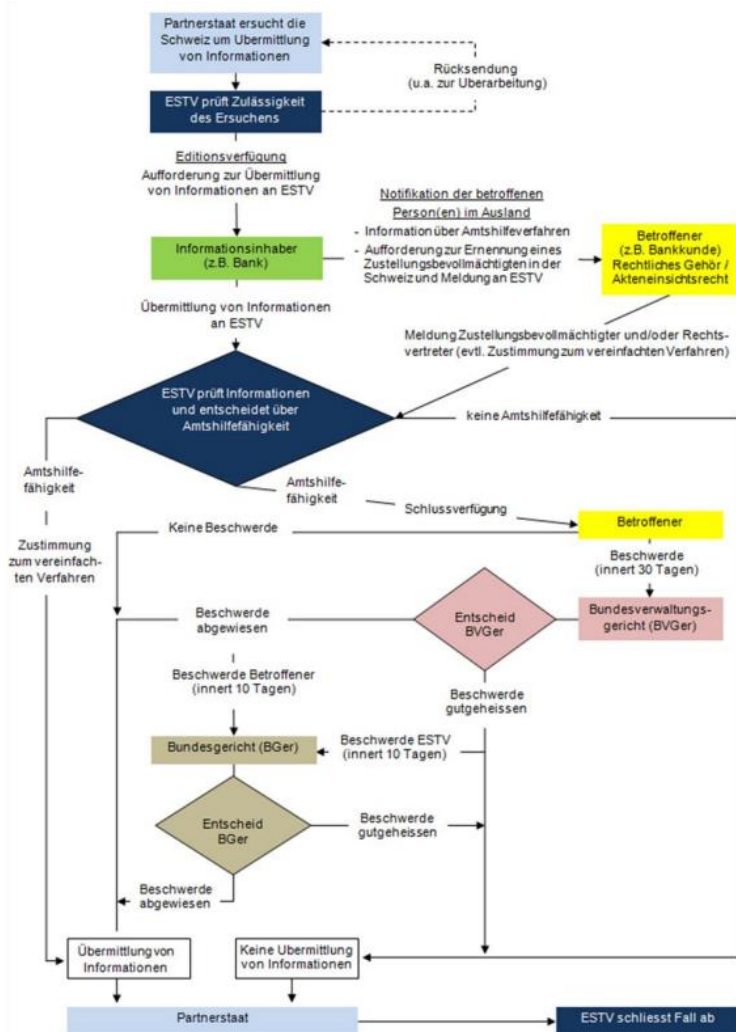 Partnerstaat ersucht die
Schweiz um Ubermittlung
von Informationen
Rücksendung
(u.a. zur Uberarbeitung)
ESTV prüft Zulässigkeit
des Ersuchens
Editionsverfügung
Aufforderung zur Übermittlung
von Informationen an ESTV
Notifikation der betroffenen
Person(en) im Ausland
- Information über Amtshilfeverfahren
- Aufforderung zur Ernennung eines
Zustellungsbevollmächtigten in der
Schweiz und Meldung an ESTV
Informationsinhaber
(z.B. Bank)
Betroffener
(z.B. Bankkunde)
Rechtliches Gehör /
Akteneinsichtsrecht
Übermittlung von Informationen
an ESTV
Meldung Zustellungsbevollmächtigter und/oder Rechts-
vertreter (evtl. Zustimmung zum vereinfachten Verfahren)
ESTV prüft Informationen
und entscheidet über
Amtshilfefähigkeit
keine Amtshilfefähigkeit
Amtshilfe-
fähigkeit
Amtshilfe-
fähigkeit
Schlussverfügung
Keine Beschwerde
Betroffener
Zustimmung
zum vereinfach-
ten Verfahren
Beschwerde
(innert 30 Tagen)
Beschwerde
abgewiesen
Entscheid
BVGer
Bundesverwaltungs-
gericht (BVGer)
Beschwerde Betroffener
(innert 10 Tagen)
Beschwerde
gutgeheissen
Bundesgericht (BGer)
Beschwerde ESTV
(innert 10 Tagen)
Entscheid
BGer
Beschwerde
gutgeheissen
Beschwerde
abgewiesen
Übermittlung von
Informationen
Keine Ubermittlung
von Informationen
Partnerstaat
ESTV schliesst Fall ab